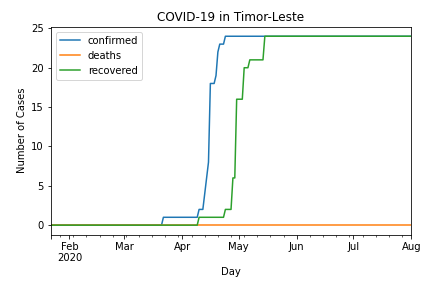 COVID-19 in Timor-Leste
25
20
15
10
5
0
Number of Cases
confirmed
deaths
recovered
Feb Mar Apr May Jun Jul Aug
2020
Day